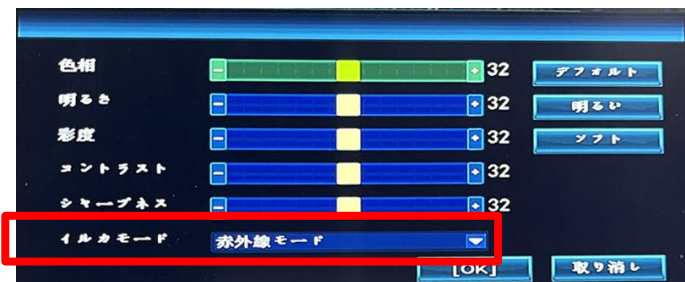 色相 - + 32 デフォルト
明るさ - + 32 明るい
彩度 - + 32 ソフト
コントラスト - + 32
シャープネス - + 32
イルカモード 赤外線モード
[OK] 取り消し